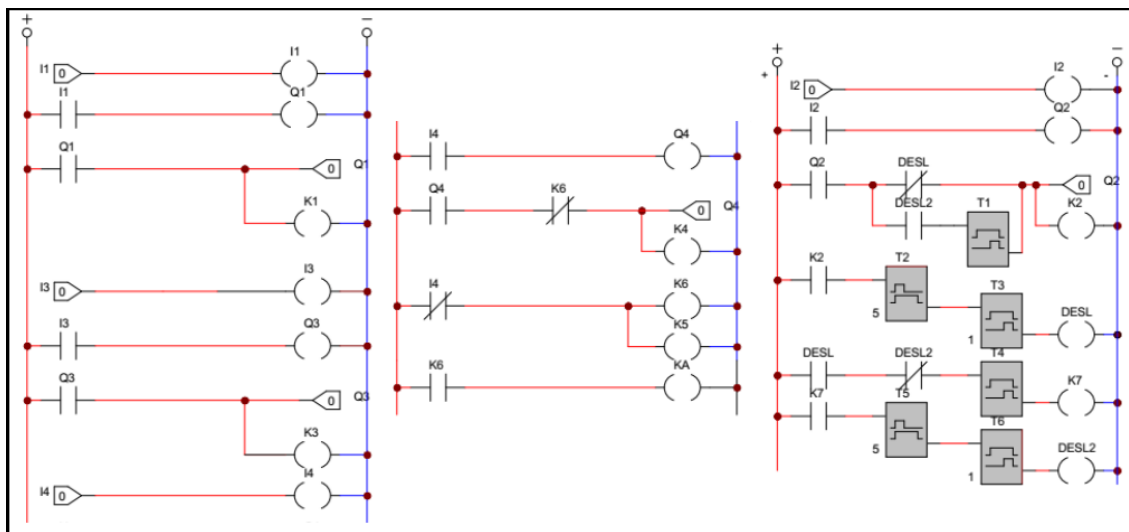 + −
I1
I1 0
I1 Q1
Q1
0 Q1
K1
I3
I3 0
I3 Q3
Q3
0 Q3
K3
I4
I4 0
I4 Q4
Q4 K6
0 Q4
K4
I4 K6
K5
K6 KA
+ −
+ -
I2
I2 0
I2 Q2
Q2 DESL
0 Q2
DESL2 T1 K2
K2 T2
5
T3 DESL
1
DESL DESL2 T4
K7
K7 T5
5
T6 DESL2
1